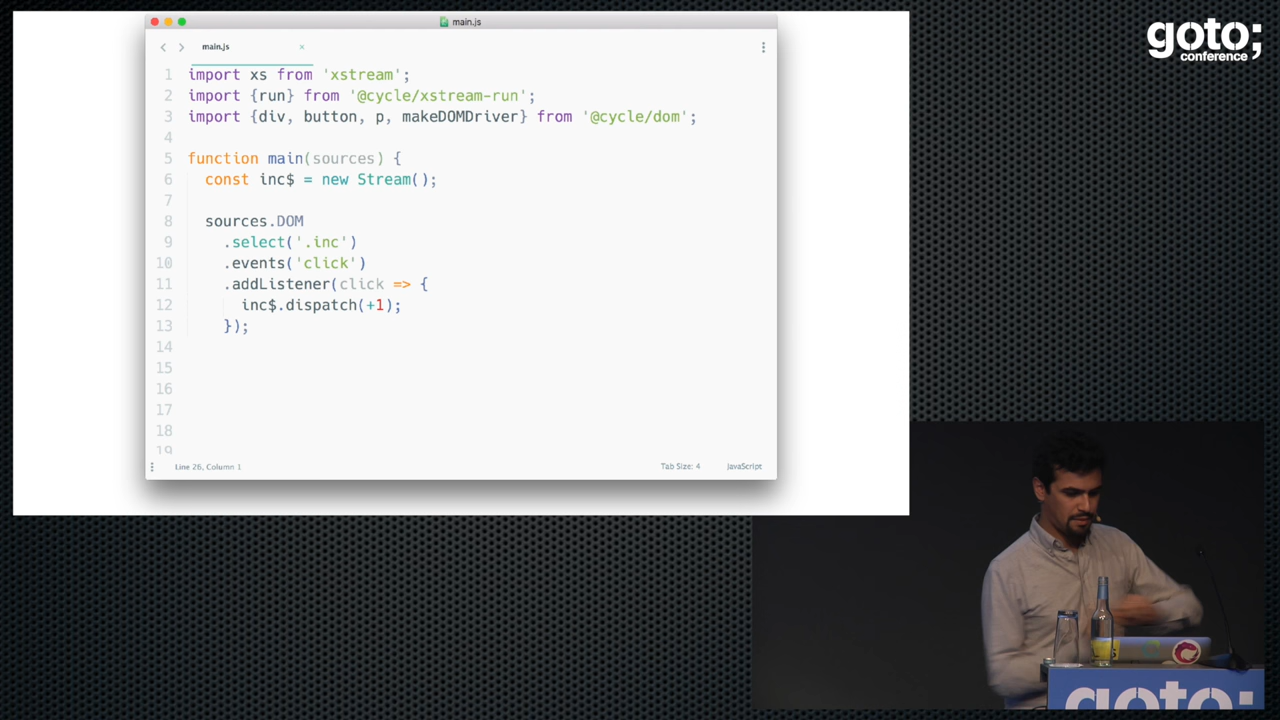 main.js
main.js ×
1 import xs from 'xstream';
2 import {run} from '@cycle/xstream-run';
3 import {div, button, p, makeDOMDriver} from '@cycle/dom';
4
5 function main(sources) {
6 const inc$ = new Stream();
7
8 sources.DOM
9 .select('.inc')
10 .events('click')
11 .addListener(click => {
12 inc$.dispatch(+1);
13 });
14
15
16
17
18
19
Line 26, Column 1 Tab Size: 4 JavaScript
goto;
conference
goto;